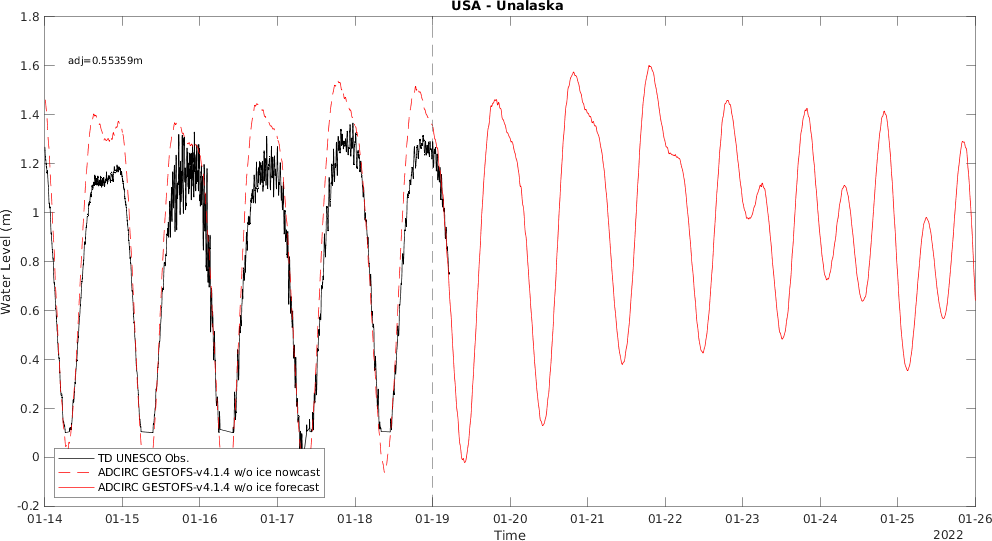 USA - Unalaska
adj=0.55359m
1.8
1.6
1.4
1.2
1
0.8
0.6
0.4
0.2
0
-0.2
Water Level (m)
TD UNESCO Obs.
ADCIRC GESTOFS-v4.1.4 w/o ice nowcast
ADCIRC GESTOFS-v4.1.4 w/o ice forecast
01-14 01-15 01-16 01-17 01-18 01-19 01-20 01-21 01-22 01-23 01-24 01-25 01-26
Time
2022